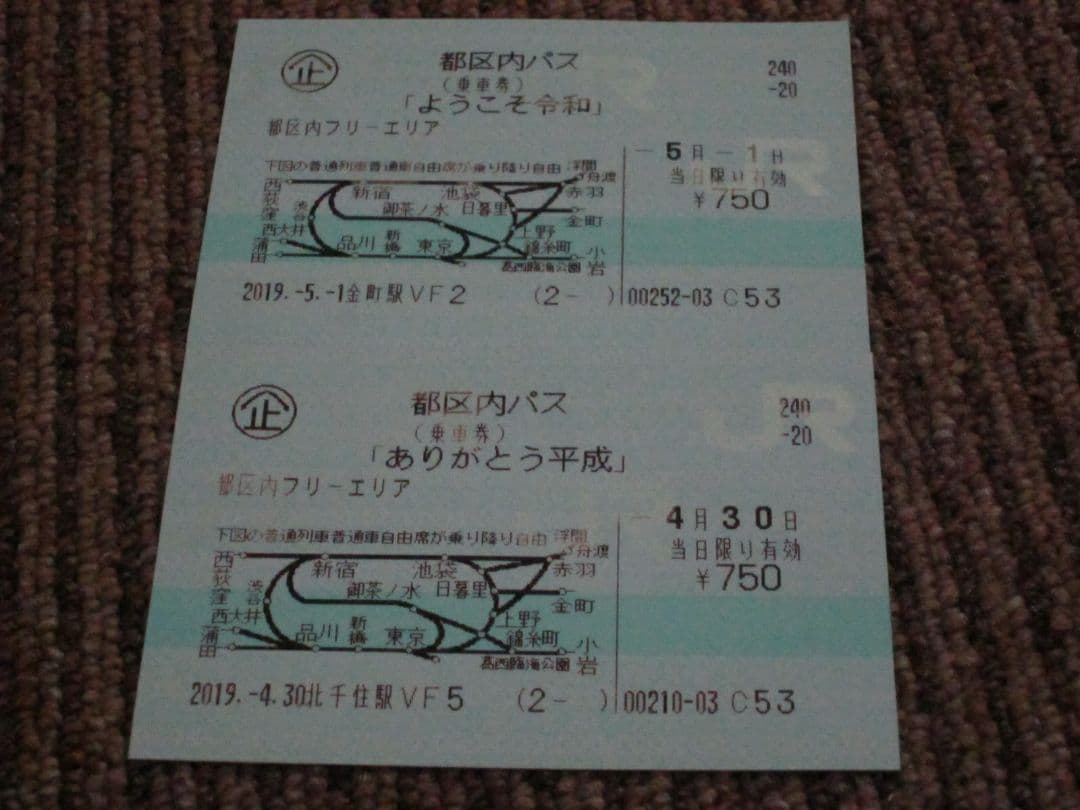 企
都区内パス
(乗車券)
「ようこそ令和」
240
-20
都区内フリーエリア
- 5月 - 1日
当日限り有効
¥750
下図の普通列車普通車自由席が乗り降り自由
浮間
舟渡
西荻窪
新宿
池袋
赤羽
渋谷
御茶ノ水
日暮里
金町
西大井
上野
蒲田
品川
新橋
東京
錦糸町
小岩
葛西臨海公園
2019.-5.-1金町駅VF2
(2- )
00252-03 C53
企
都区内パス
(乗車券)
「ありがとう平成」
240
-20
都区内フリーエリア
- 4月30日
当日限り有効
¥750
下図の普通列車普通車自由席が乗り降り自由
浮間
舟渡
西荻窪
新宿
池袋
赤羽
渋谷
御茶ノ水
日暮里
金町
西大井
上野
蒲田
品川
新橋
東京
錦糸町
小岩
葛西臨海公園
2019.-4.30北千住駅VF5
(2- )
00210-03 C53